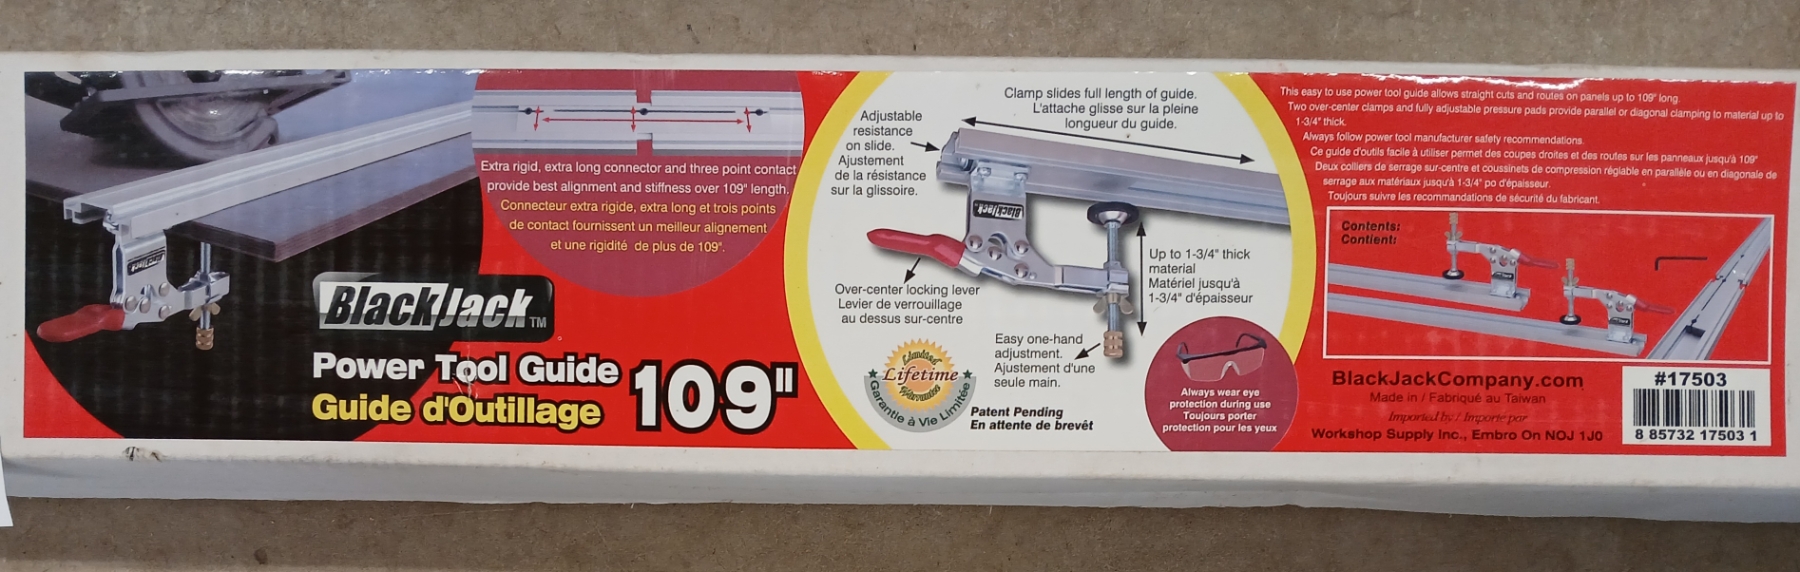 Extra rigid, extra long connector and three point contact
provide best alignment and stiffness over 109" length.
Connecteur extra rigide, extra long et trois points
de contact fournissent un meilleur alignement
et une rigidité de plus de 109".
BlackJack
BlackJack TM
Power Tool Guide
Guide d'Outillage
109"
Clamp slides full length of guide.
L'attache glisse sur la pleine
longueur du guide.
Adjustable
resistance
on slide.
Ajustement
de la résistance
sur la glissoire.
BlackJack
Over-center locking lever
Levier de verrouillage
au dessus sur-centre
Up to 1-3/4" thick
material
Matériel jusqu'à
1-3/4" d'épaisseur
Easy one-hand
adjustment.
Ajustement d'une
seule main.
Limited
Lifetime
Warranty
Garantie à Vie Limitée
Patent Pending
En attente de brevêt
Always wear eye
protection during use
Toujours porter
protection pour les yeux
This easy to use power tool guide allows straight cuts and routes on panels up to 109" long.
Two over-center clamps and fully adjustable pressure pads provide parallel or diagonal clamping to material up to
1-3/4" thick.
Always follow power tool manufacturer safety recommendations.
Ce guide d'outils facile à utiliser permet des coupes droites et des routes sur les panneaux jusqu'à 109"
Deux colliers de serrage sur-centre et coussinets de compression réglable en parallèle ou en diagonale de
serrage aux matériaux jusqu'à 1-3/4" po d'épaisseur.
Toujours suivre les recommandations de sécurité du fabricant.
Contents:
Contient:
BlackJack
BlackJack
BlackJackCompany.com
Made in / Fabriqué au Taiwan
Imported by / Importe par
Workshop Supply Inc., Embro On NOJ 1J0
#17503
8 85732 17503 1